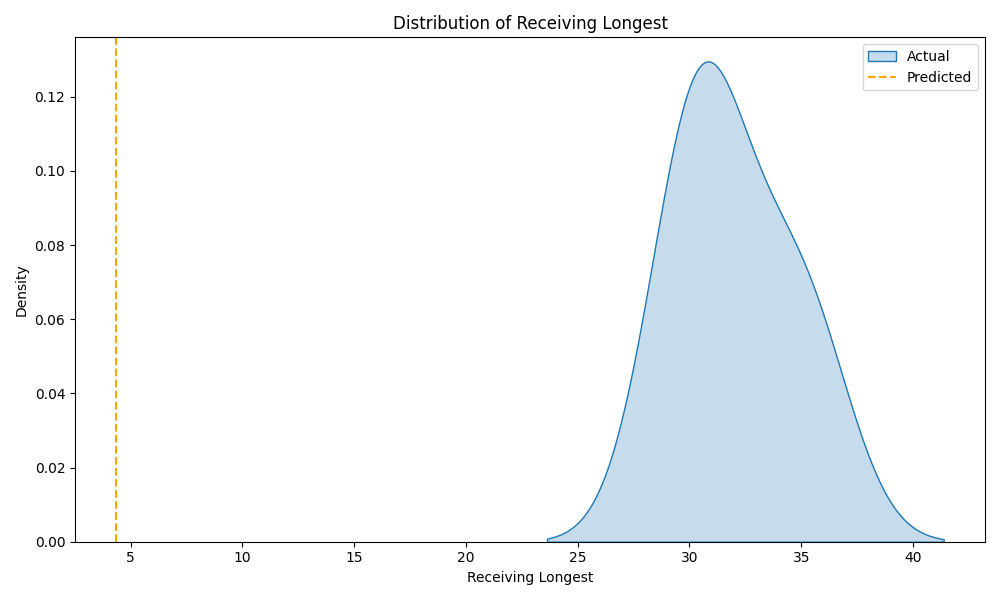 Distribution of Receiving Longest
Actual
Predicted
Density
0.12
0.10
0.08
0.06
0.04
0.02
0.00
5 10 15 20 25 30 35 40
Receiving Longest